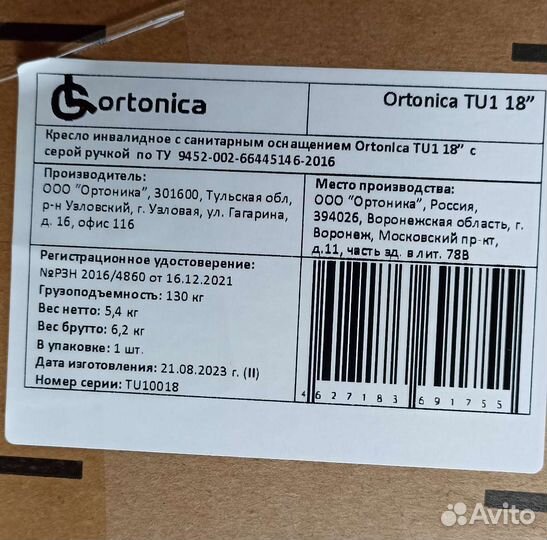 ortonica
Ortonica TU1 18”
Кресло инвалидное с санитарным оснащением Ortonica TU1 18” с
серой ручкой по ТУ 9452-002-66445146-2016
Производитель:
ООО “Ортоника”, 301600, Тульская обл,
р-н Узловский, г. Узловая, ул. Гагарина,
д. 16, офис 116
Место производства:
ООО “Ортоника”, Россия,
394026, Воронежская область, г.
Воронеж, Московский пр-кт,
д.11, часть зд. в лит. 78В
Регистрационное удостоверение:
№РЗН 2016/4860 от 16.12.2021
Грузоподъемность: 130 кг
Вес нетто: 5,4 кг
Вес брутто: 6,2 кг
В упаковке: 1 шт.
Дата изготовления: 21.08.2023 г. (II)
Номер серии: TU10018
4 627183 691755
Avito